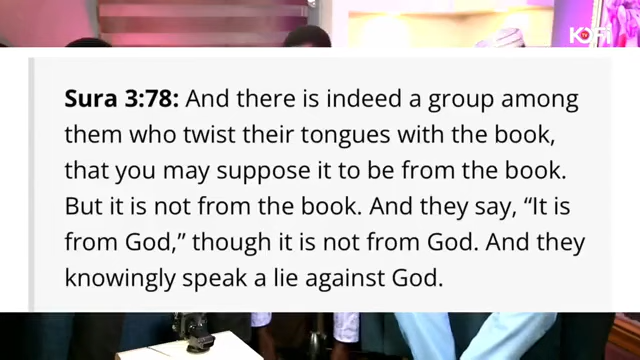 KOFI
TV
Sura 3:78: And there is indeed a group among
them who twist their tongues with the book,
that you may suppose it to be from the book.
But it is not from the book. And they say, “It is
from God,” though it is not from God. And they
knowingly speak a lie against God.